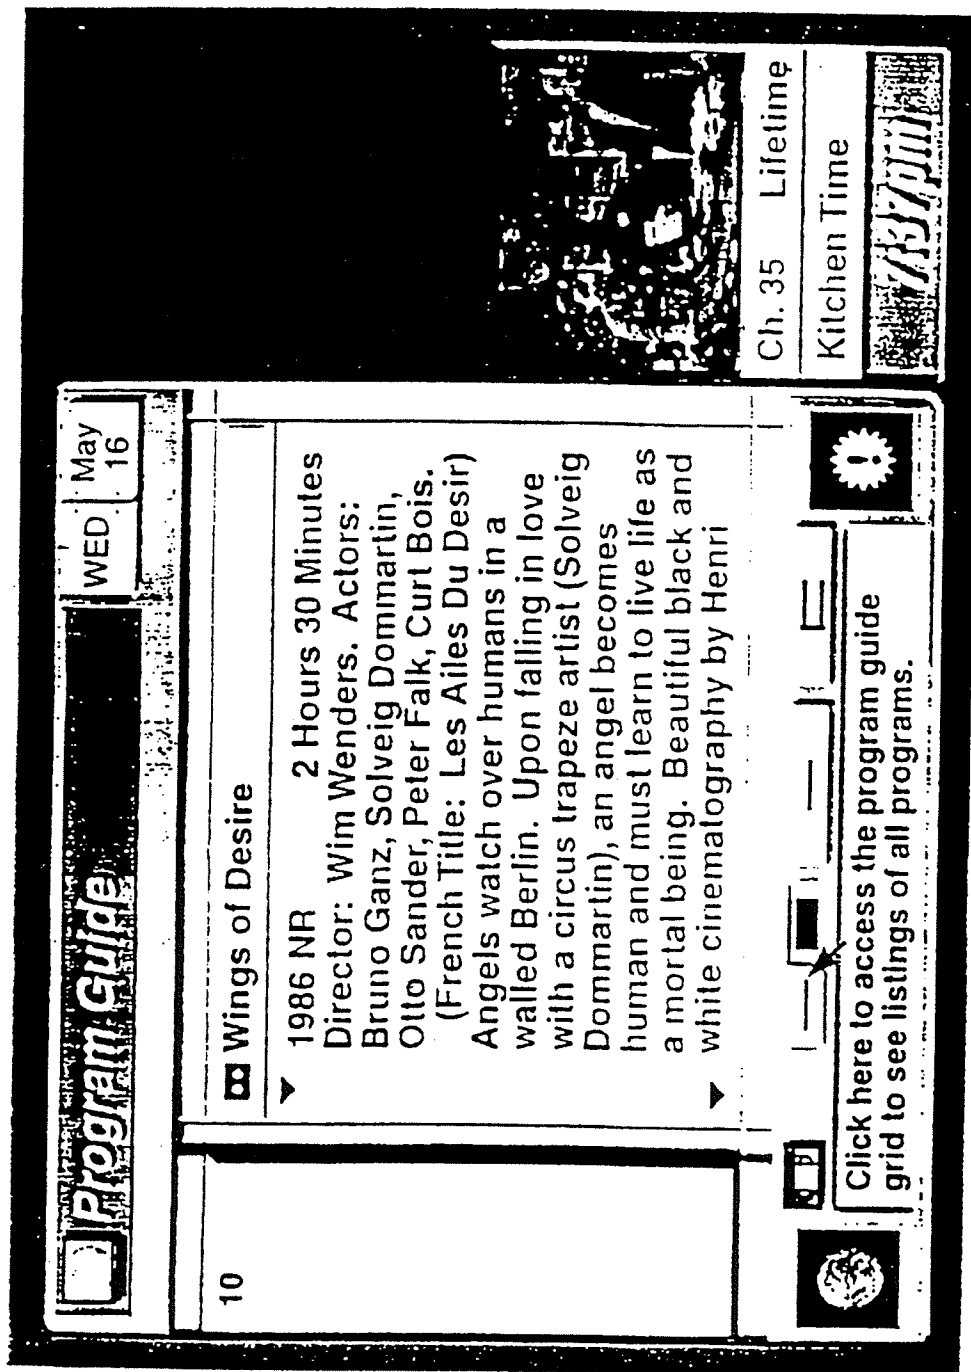 Program Guide
WED
May
16
10
Wings of Desire
1986 NR 2 Hours 30 Minutes
Director: Wim Wenders. Actors:
Bruno Ganz, Solveig Dommartin,
Otto Sander, Peter Falk, Curt Bois.
(French Title: Les Ailes Du Desir)
Angels watch over humans in a
walled Berlin. Upon falling in love
with a circus trapeze artist (Solveig
Dommartin), an angel becomes
human and must learn to live life as
a mortal being. Beautiful black and
white cinematography by Henri
Click here to access the program guide
grid to see listings of all programs.
!
Ch. 35 Lifetime
Kitchen Time
7:37pm